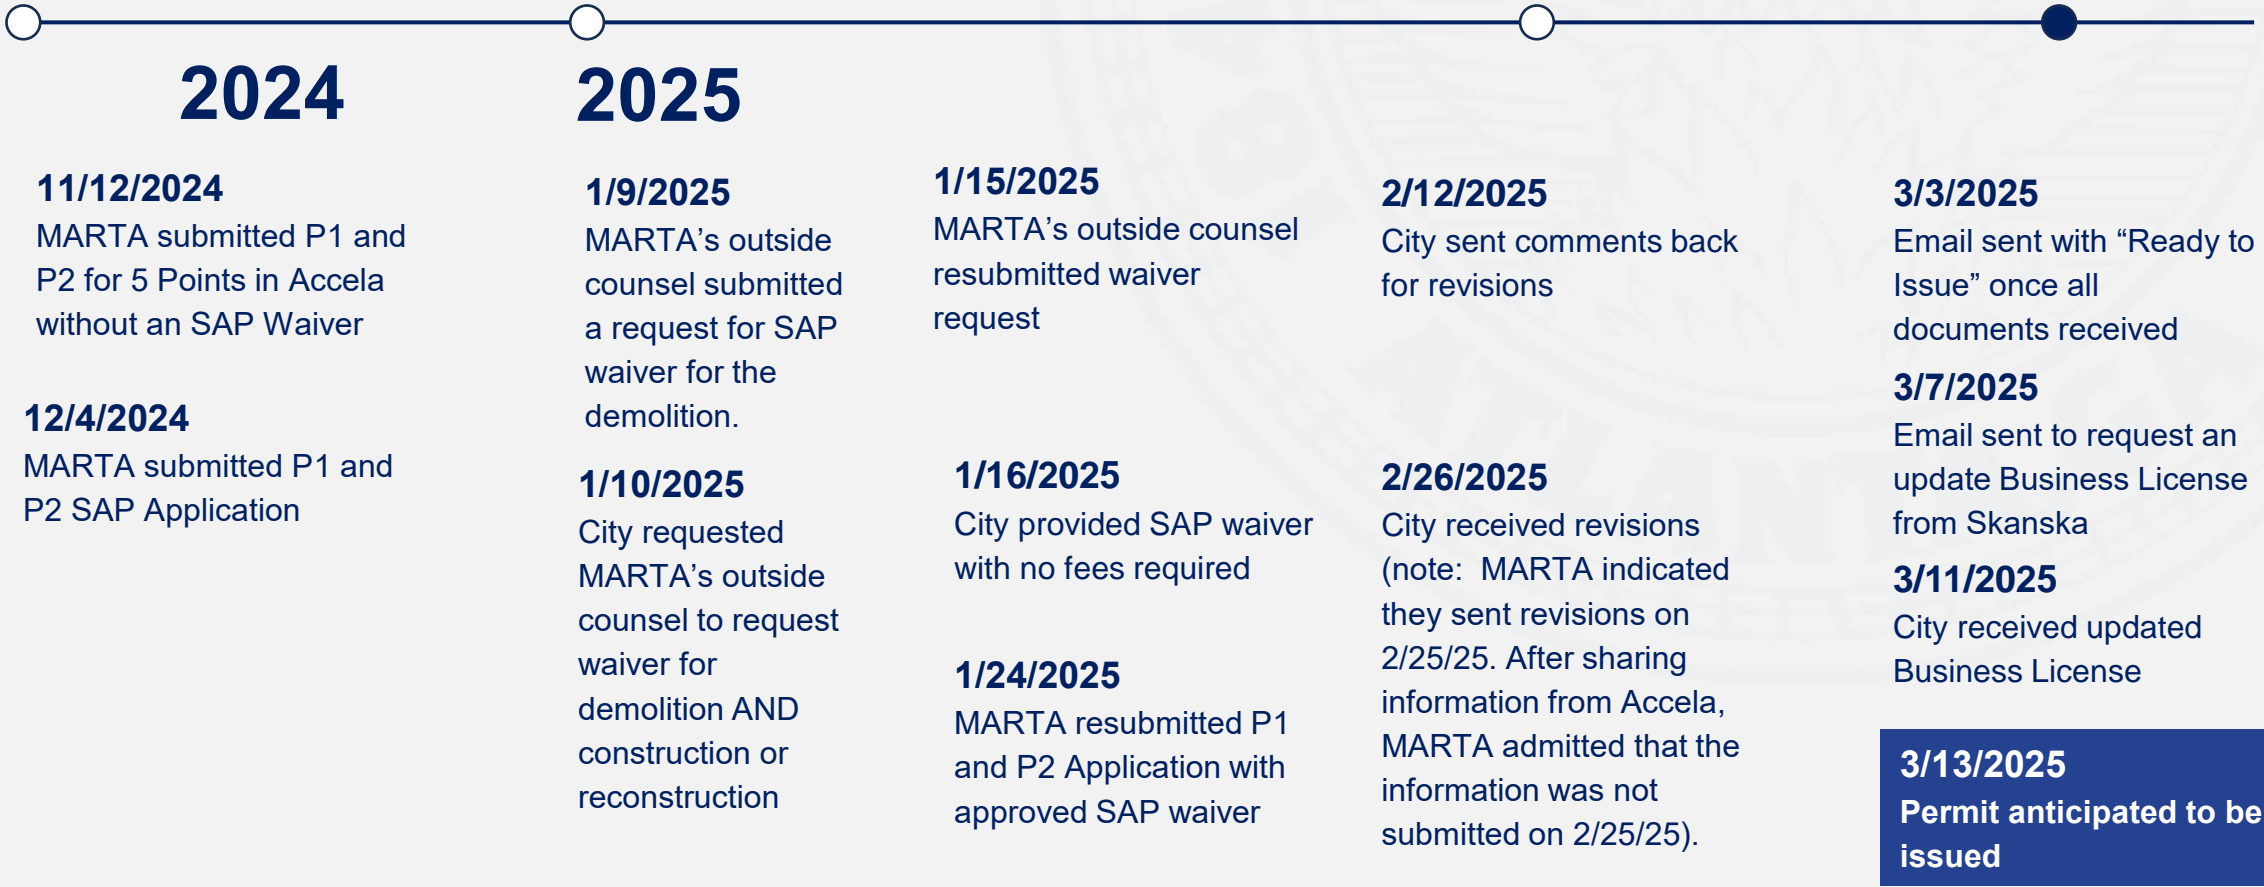 2024
11/12/2024
MARTA submitted P1 and
P2 for 5 Points in Accela
without an SAP Waiver
12/4/2024
MARTA submitted P1 and
P2 SAP Application
2025
1/9/2025
MARTA’s outside
counsel submitted
a request for SAP
waiver for the
demolition.
1/10/2025
City requested
MARTA’s outside
counsel to request
waiver for
demolition AND
construction or
reconstruction
1/15/2025
MARTA’s outside counsel
resubmitted waiver
request
1/16/2025
City provided SAP waiver
with no fees required
1/24/2025
MARTA resubmitted P1
and P2 Application with
approved SAP waiver
2/12/2025
City sent comments back
for revisions
2/26/2025
City received revisions
(note:  MARTA indicated
they sent revisions on
2/25/25. After sharing
information from Accela,
MARTA admitted that the
information was not
submitted on 2/25/25).
3/3/2025
Email sent with “Ready to
Issue” once all
documents received
3/7/2025
Email sent to request an
update Business License
from Skanska
3/11/2025
City received updated
Business License
3/13/2025
Permit anticipated to be
issued